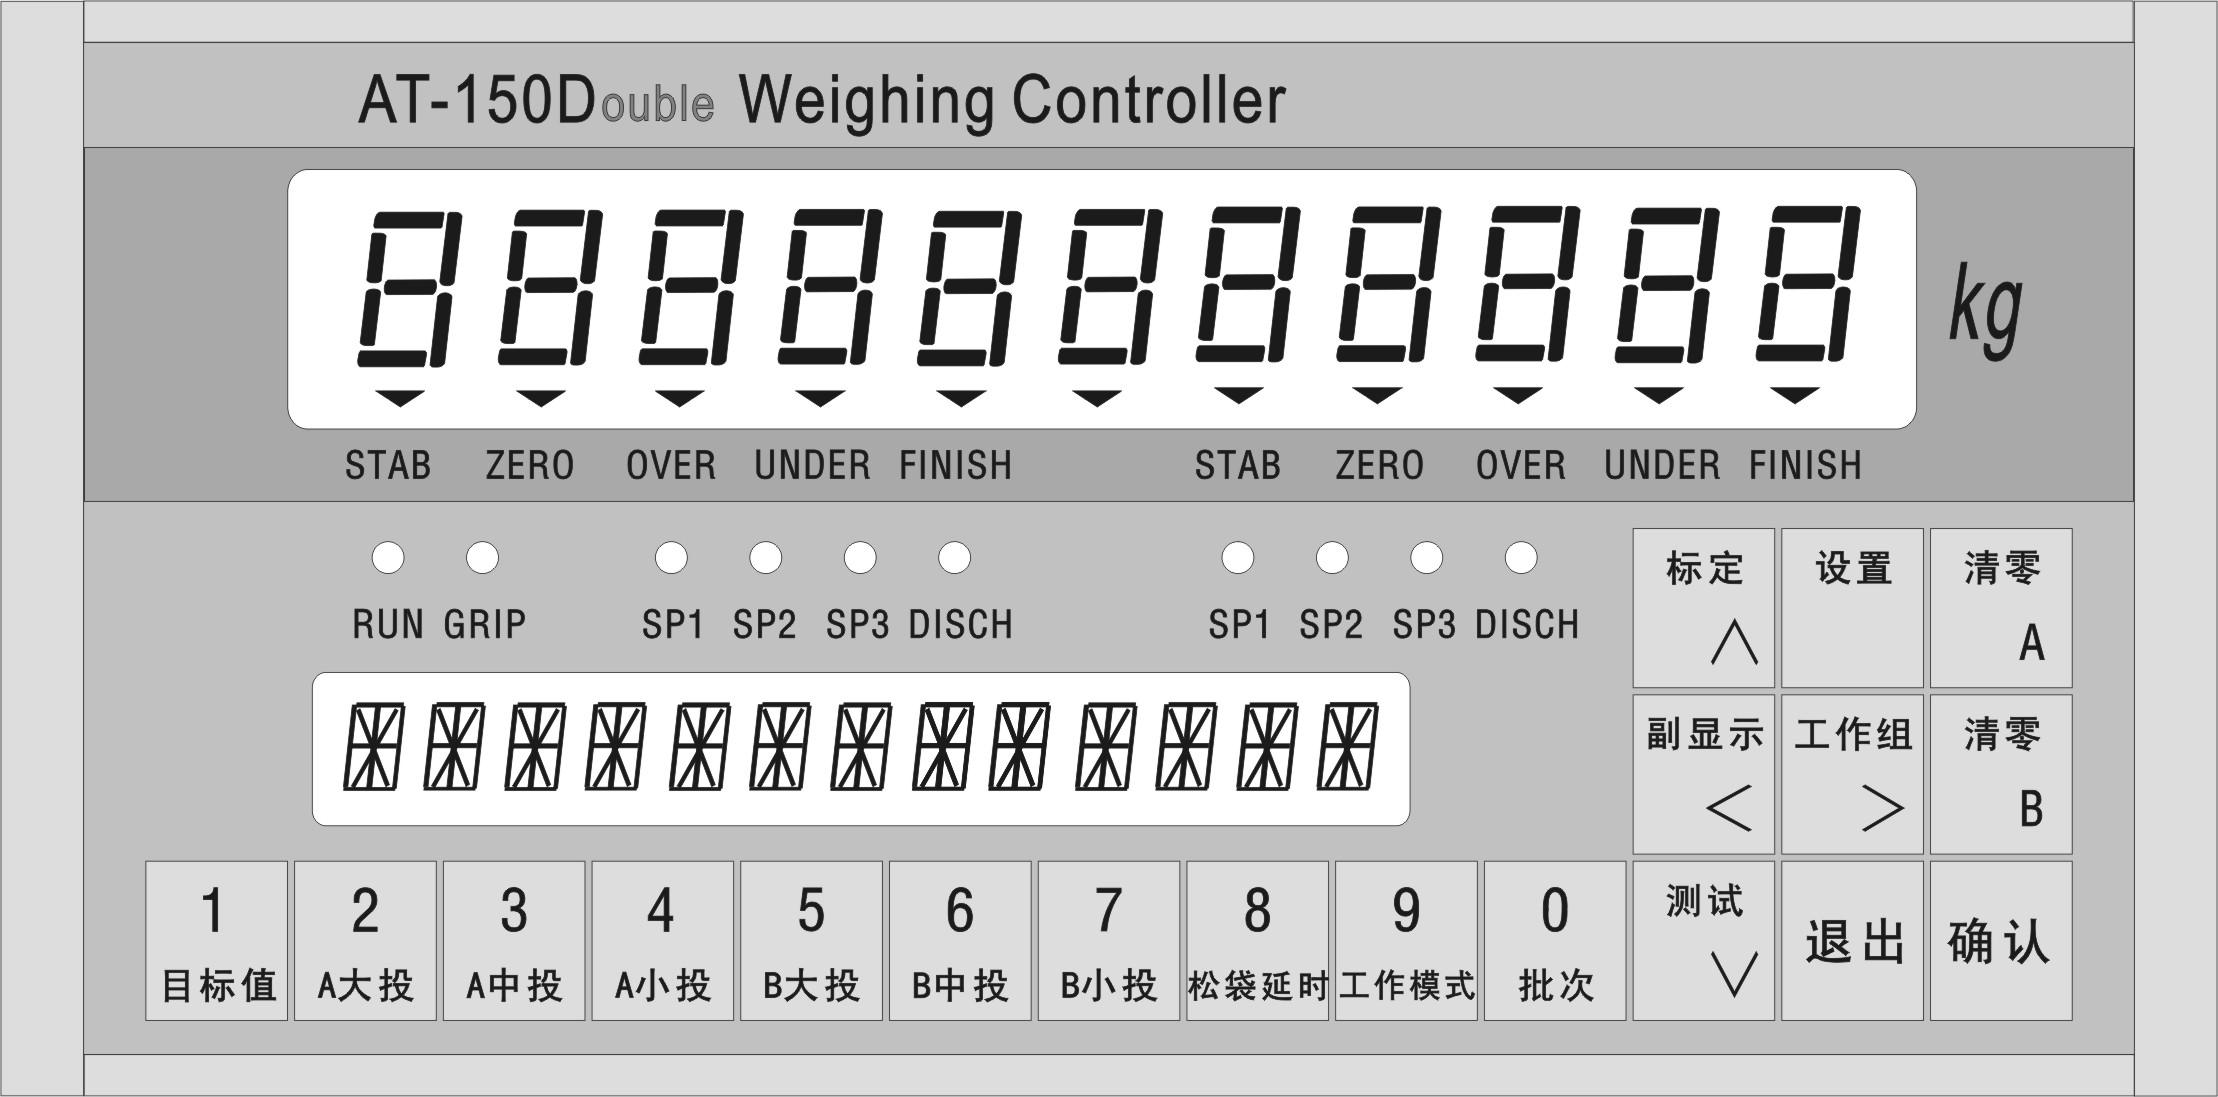 AT-150Double Weighing Controller
88888888888
kg
STAB ZERO OVER UNDER FINISH STAB ZERO OVER UNDER FINISH
RUN GRIP SP1 SP2 SP3 DISCH SP1 SP2 SP3 DISCH
标定 设置 清零
A
副显示 工作组 清零
< > B
1 2 3 4 5 6 7 8 9 0 测试
退出 确认
目标值 A大投 A中投 A小投 B大投 B中投 B小投 松袋延时 工作模式 批次